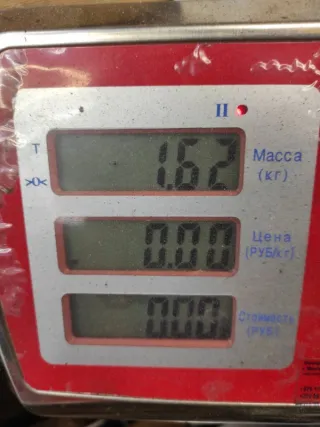 II
T
1.62
Масса
(кг)
>0<
0.00
Цена
(РУБ/кг).
0.00
Стоимость
(РУБ)